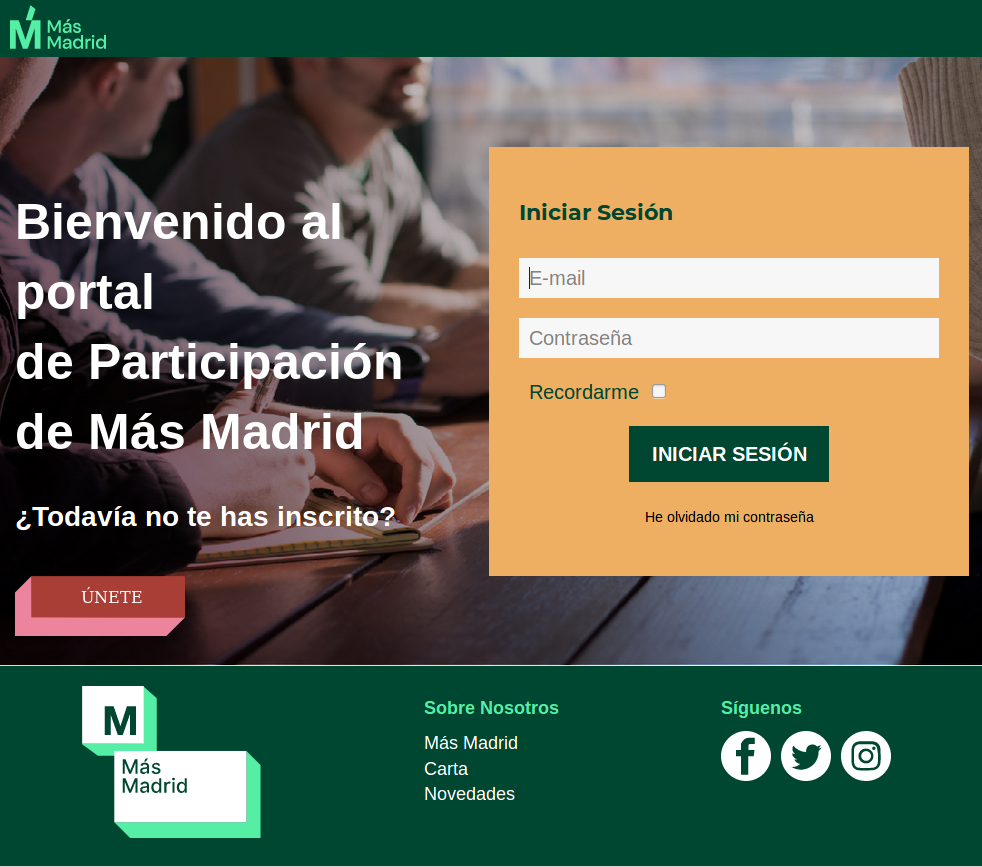 Más
Madrid
Bienvenido al
portal
de Participación
de Más Madrid
¿Todavía no te has inscrito?
ÚNETE
Iniciar Sesión
E-mail
Contraseña
Recordarme
INICIAR SESIÓN
He olvidado mi contraseña
M
Más
Madrid
Sobre Nosotros
Más Madrid
Carta
Novedades
Síguenos